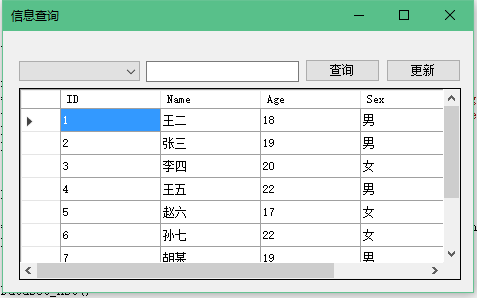 信息查询
查询 更新
ID Name Age Sex
1 王二 18 男
2 张三 19 男
3 李四 20 女
4 王五 22 男
5 赵六 17 女
6 孙七 22 女
7 胡某 19 男